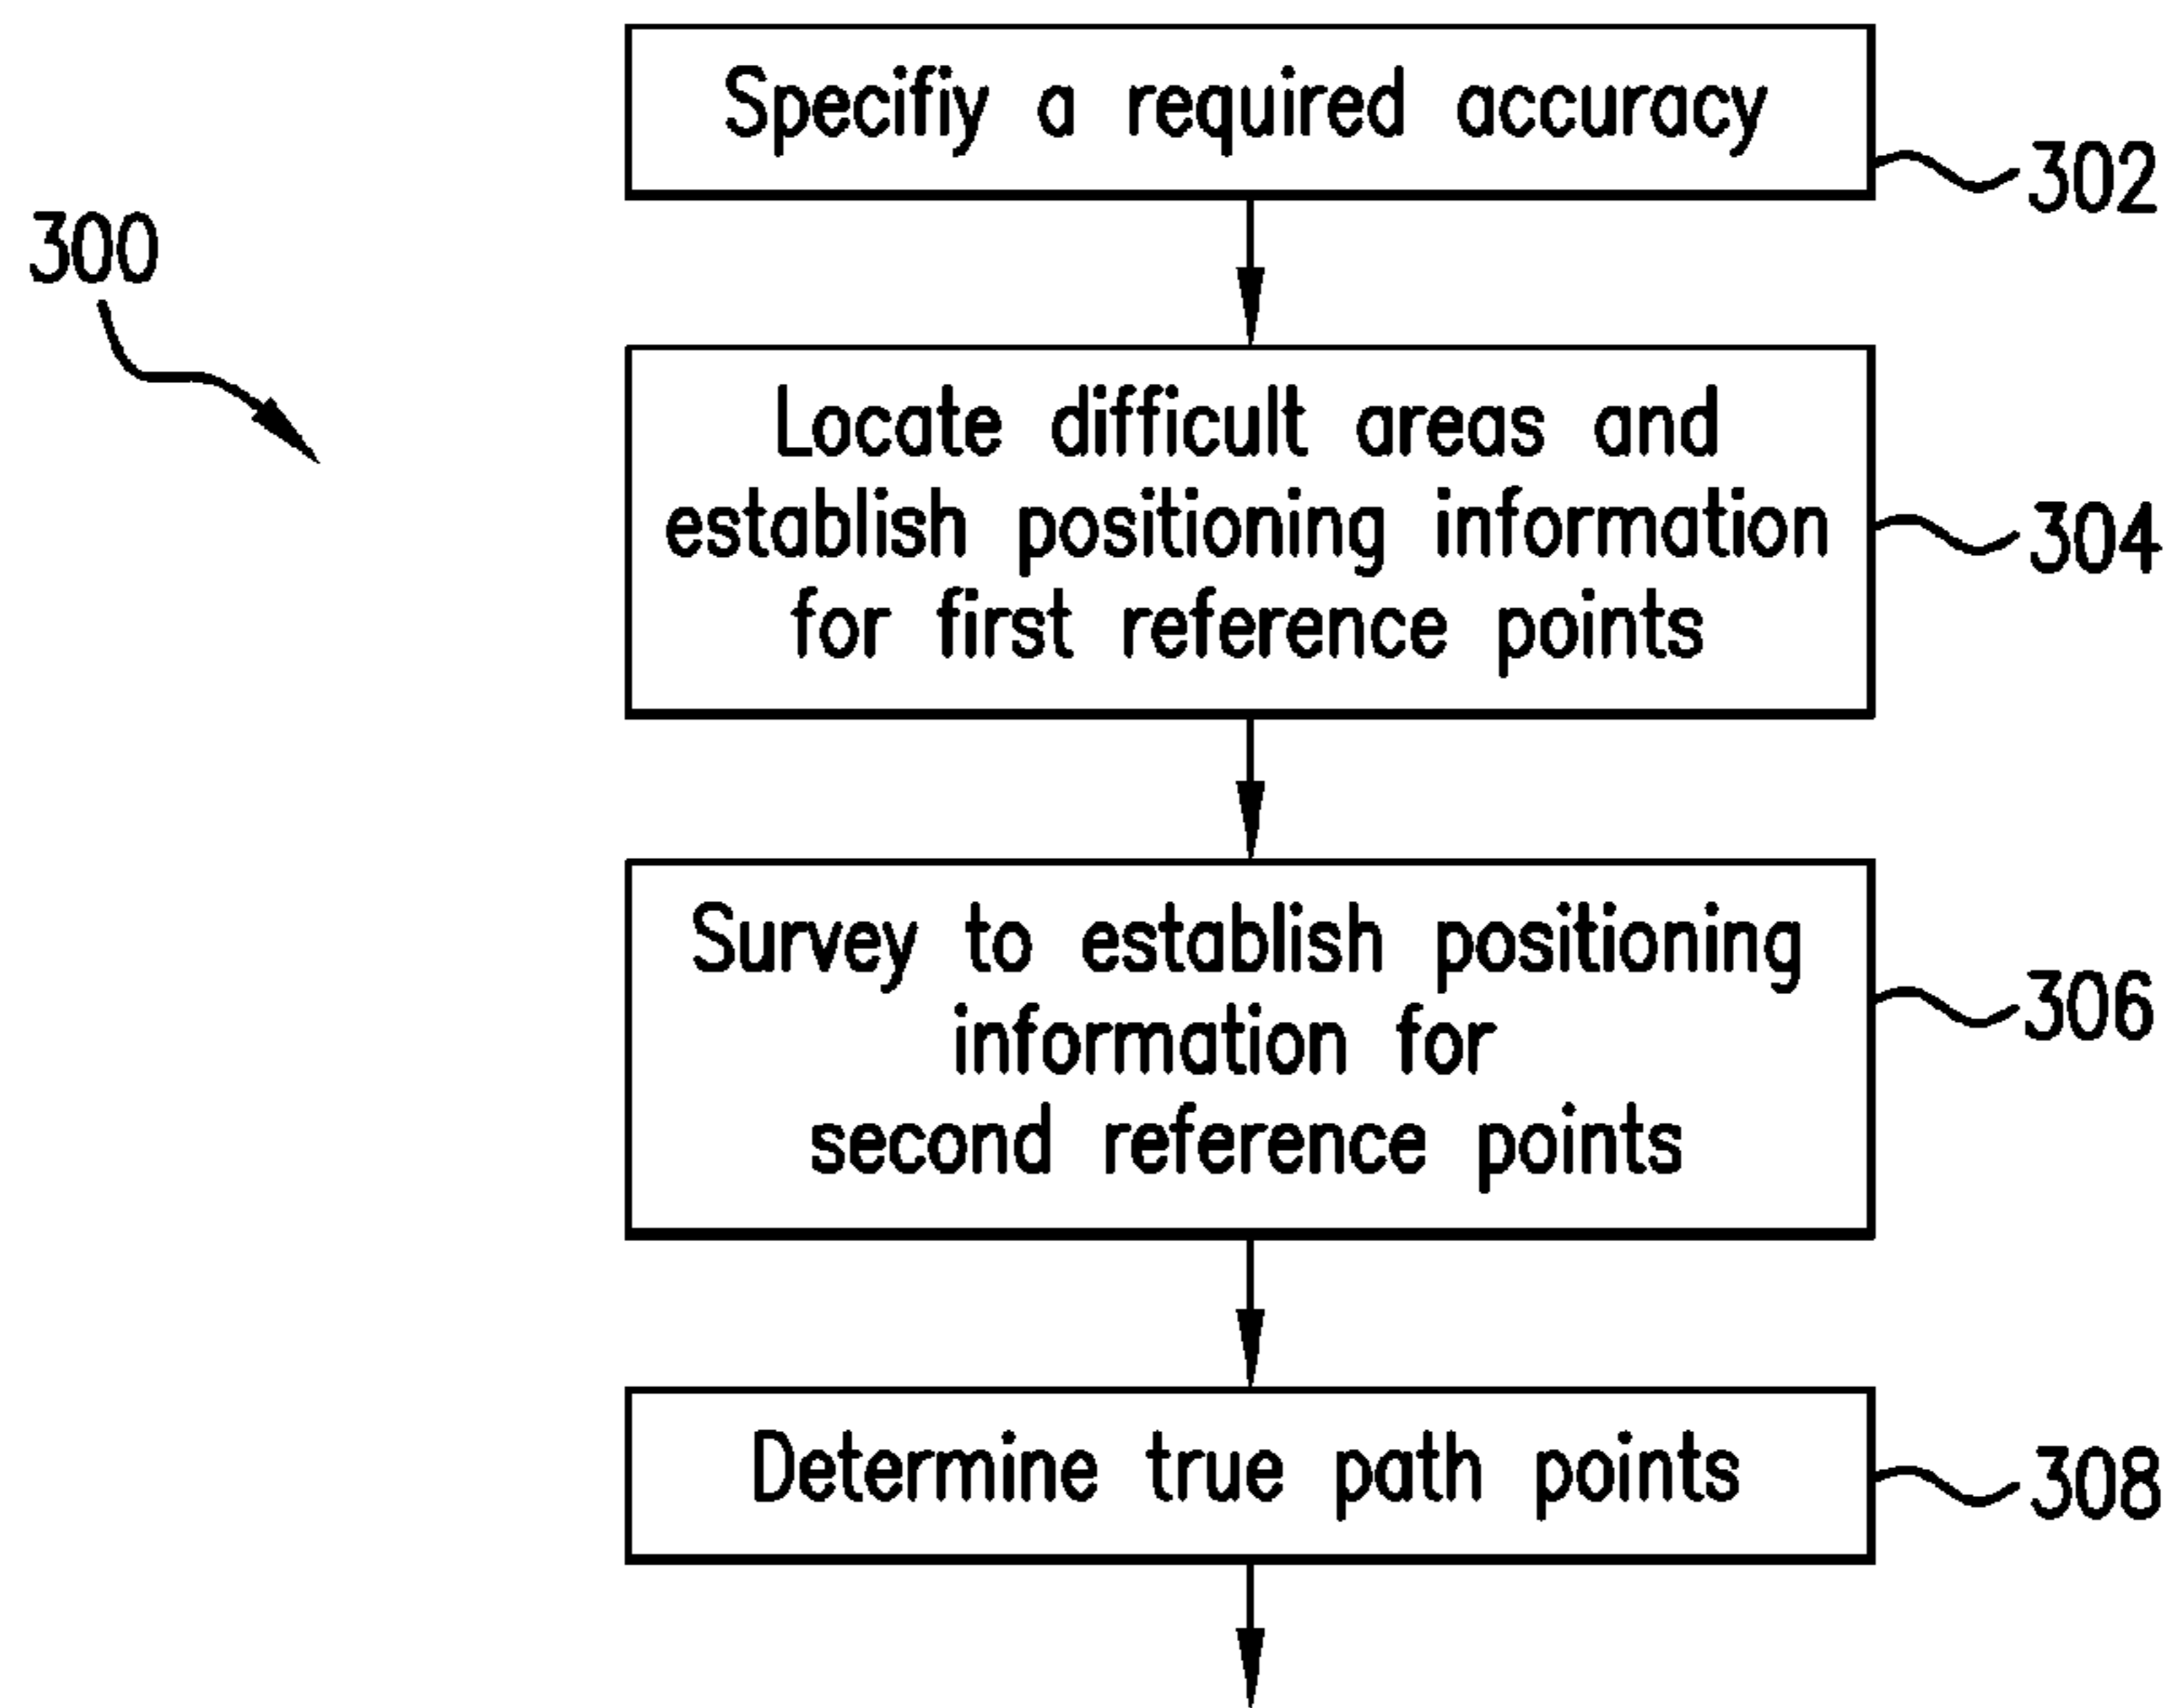 Specifiy a required accuracy
302
300
Locate difficult areas and
establish positioning information
for first reference points
304
Survey to establish positioning
information for
second reference points
306
Determine true path points
308